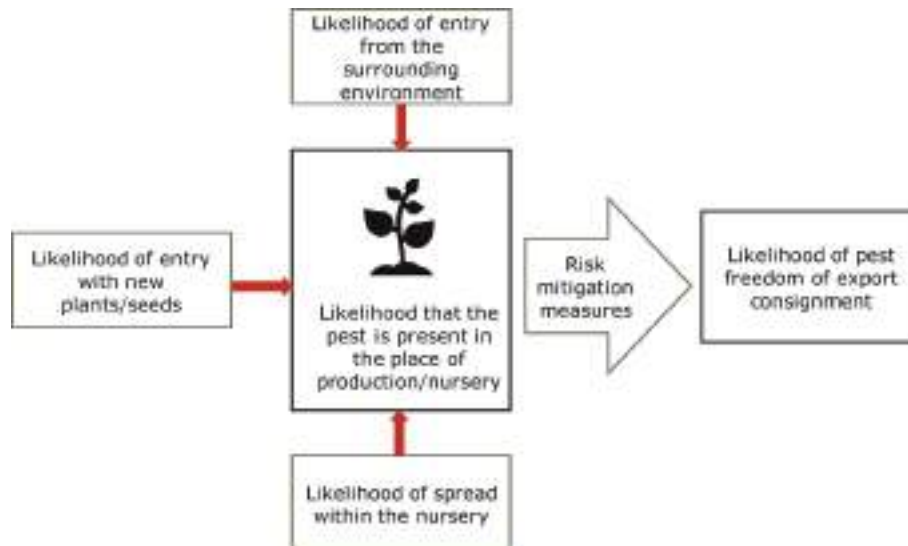 Likelihood of entry
from the
surrounding
environment
Likelihood of entry
with new
plants/seeds
Likelihood that the
pest is present in
the place of
production/nursery
Risk
mitigation
measures
Likelihood of pest
freedom of export
consignment
Likelihood of spread
within the nursery